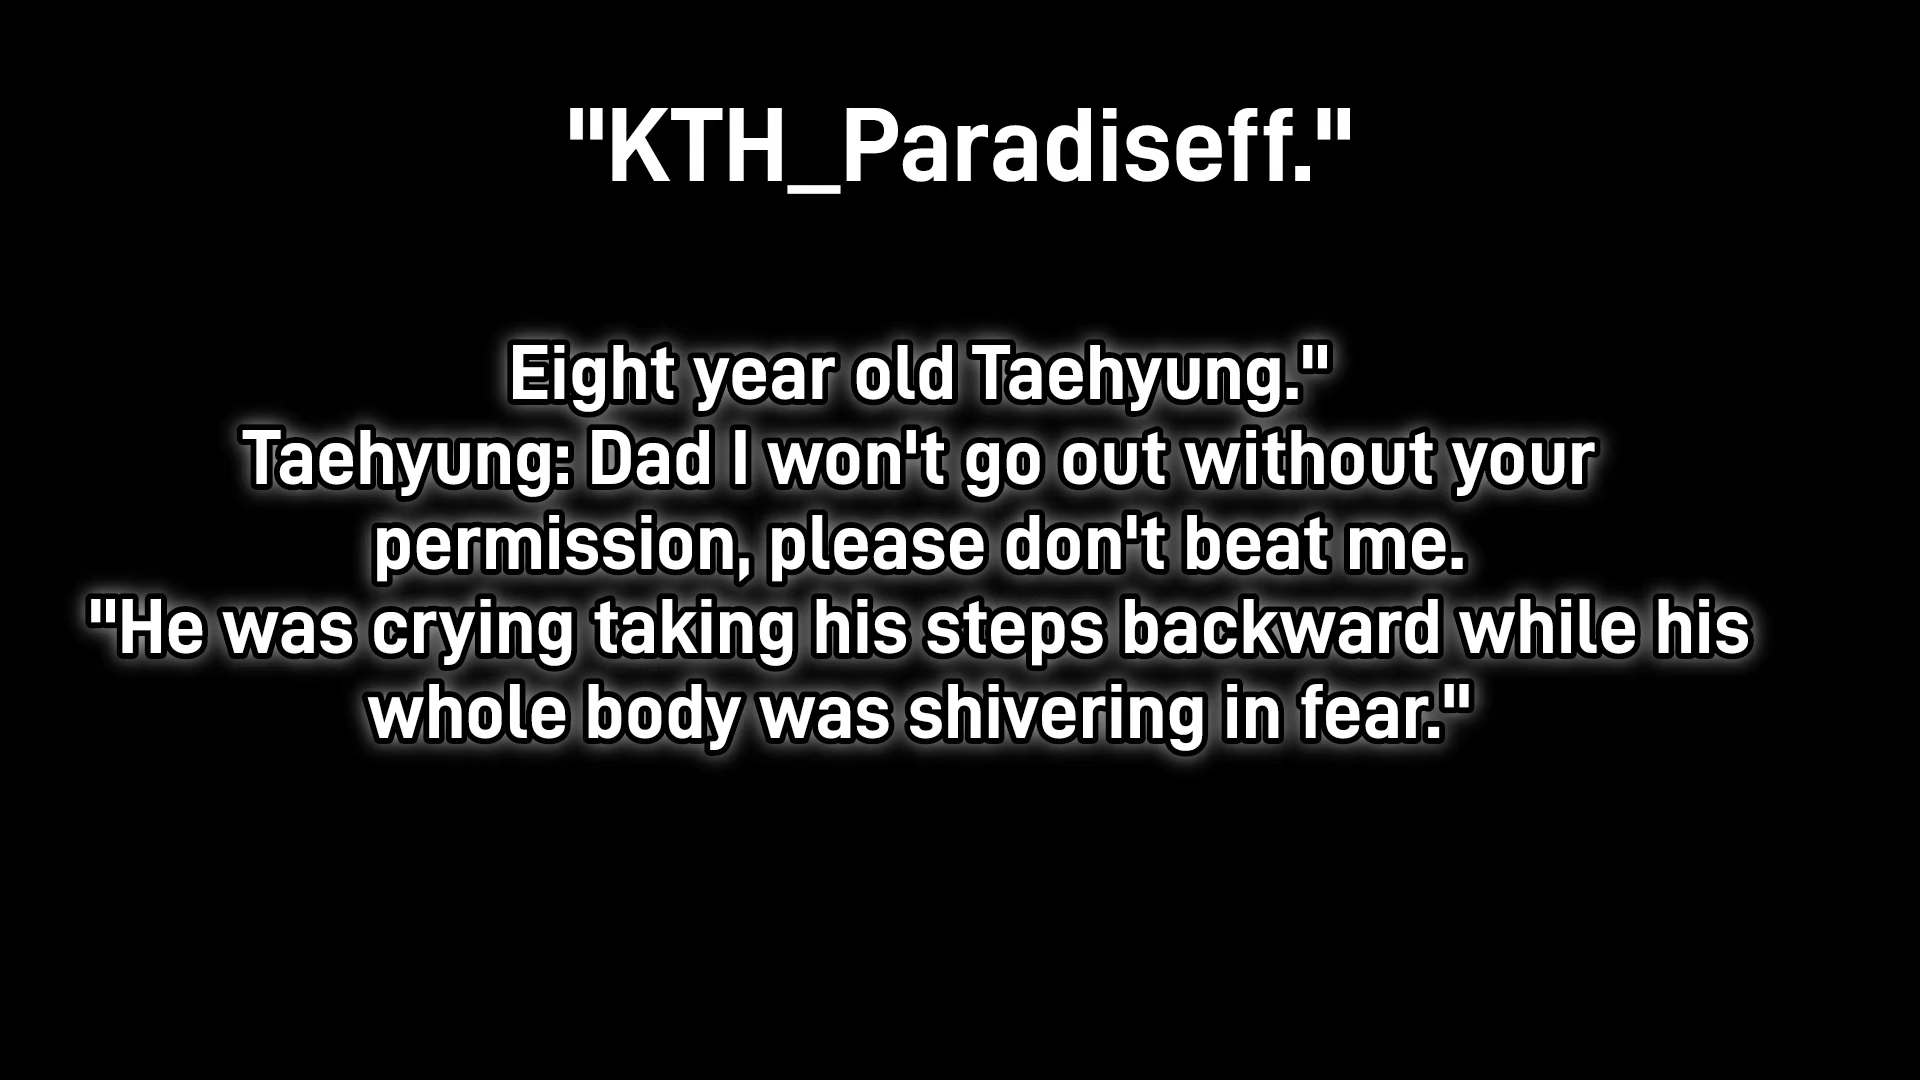 "KTH_Paradiseff."
Eight year old Taehyung."
Taehyung: Dad I won't go out without your
permission, please don't beat me.
"He was crying taking his steps backward while his
whole body was shivering in fear."